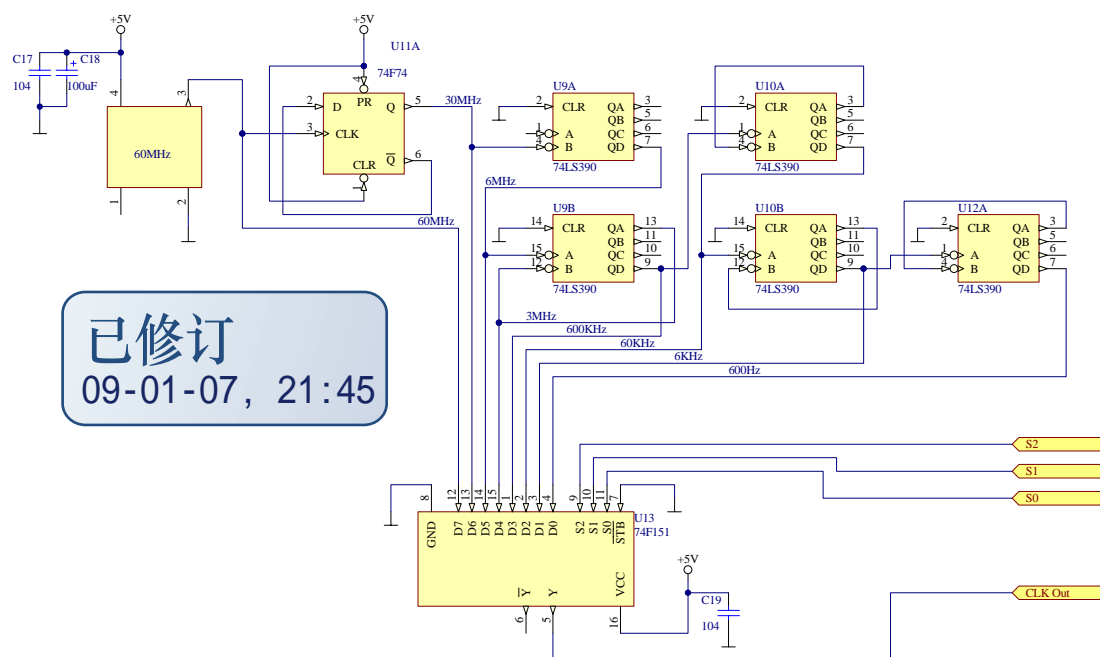 +5V
+5V
U11A
C17
C18
+
104
100uF
74F74
4
3
4
60MHz
1
2
2
D
PR
Q
5
3
CLK
CLR
Q
6
1
30MHz
60MHz
6MHz
U9A
2
CLR
QA
3
QB
5
1
A
QC
6
4
B
QD
7
74LS390
U10A
2
CLR
QA
3
QB
5
1
A
QC
6
4
B
QD
7
74LS390
U9B
14
CLR
QA
13
QB
11
15
A
QC
10
12
B
QD
9
74LS390
U10B
14
CLR
QA
13
QB
11
15
A
QC
10
12
B
QD
9
74LS390
U12A
2
CLR
QA
3
QB
5
1
A
QC
6
4
B
QD
7
74LS390
3MHz
600KHz
60KHz
6KHz
600Hz
已修订
09-01-07, 21:45
S2
S1
S0
8
12
13
14
15
1
2
3
4
9
10
11
7
GND
D7
D6
D5
D4
D3
D2
D1
D0
S2
S1
S0
STB
U13
74F151
Y
Y
VCC
6
5
16
+5V
C19
104
CLK Out